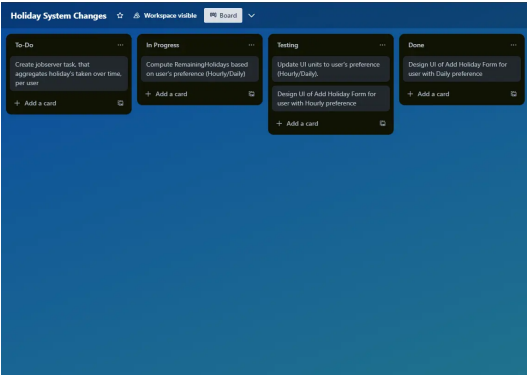 Holiday System Changes
Workspace visible
Board
To-Do
Create jobserver task, that
aggregates holiday's taken over time,
per user
+ Add a card
In Progress
Compute RemainingHolidays based
on user's preference (Hourly/Daily)
+ Add a card
Testing
Update UI units to user's preference
(Hourly/Daily).
Design UI of Add Holiday Form for
user with Hourly preference
+ Add a card
Done
Design UI of Add Holiday Form for
user with Daily preference
+ Add a card